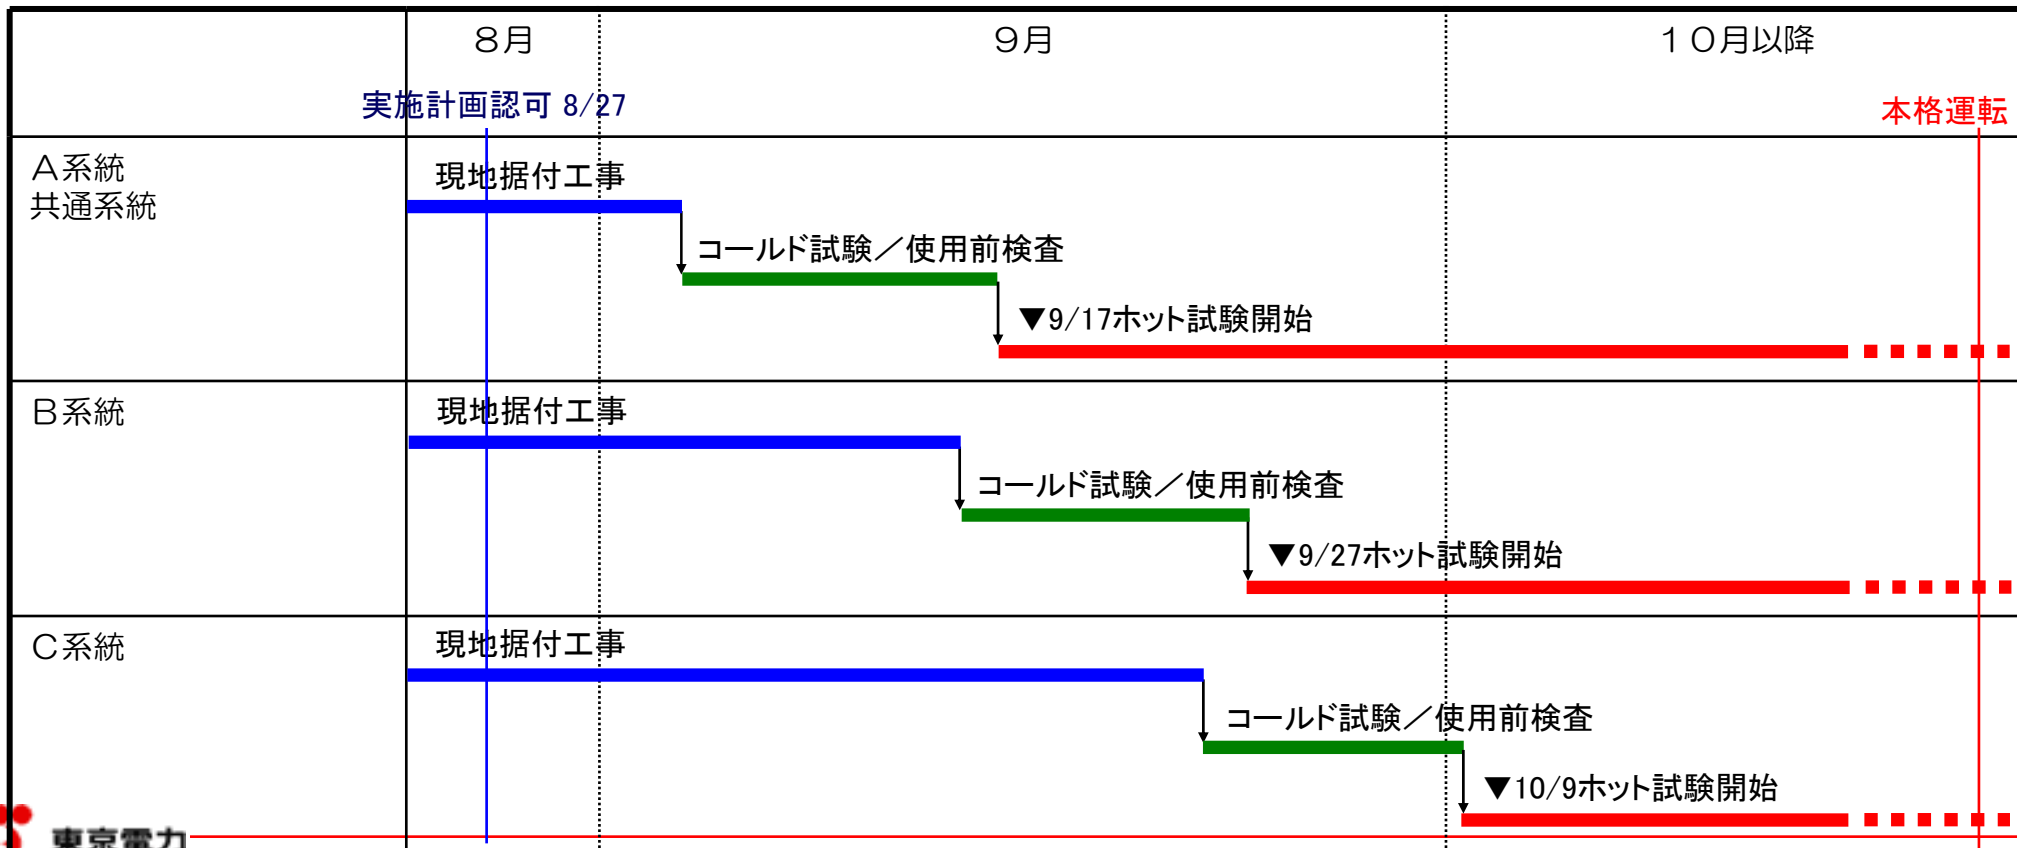 ８月
９月
１０月以降
実施計画認可 8/27
本格運転
A系統
共通系統
現地据付工事
コールド試験／使用前検査
▼9/17ホット試験開始
B系統
現地据付工事
コールド試験／使用前検査
▼9/27ホット試験開始
C系統
現地据付工事
コールド試験／使用前検査
▼10/9ホット試験開始
東京電力